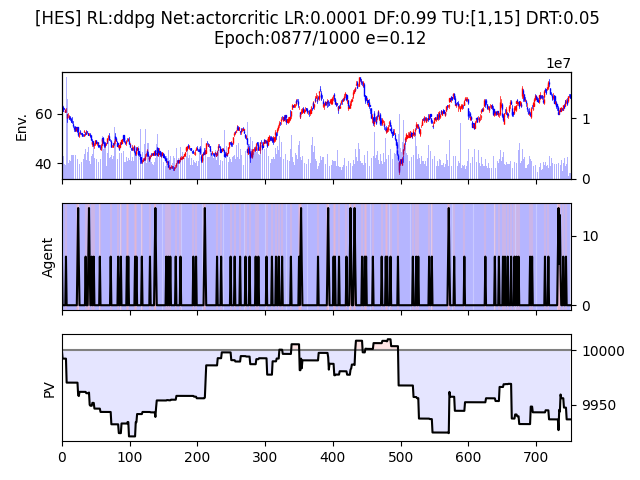 [HES] RL:ddpg Net:actorcritic LR:0.0001 DF:0.99 TU:[1,15] DRT:0.05
Epoch:0877/1000 e=0.12
1e7
Env.
60
40
1
0
Agent
10
0
PV
10000
9950
0 100 200 300 400 500 600 700